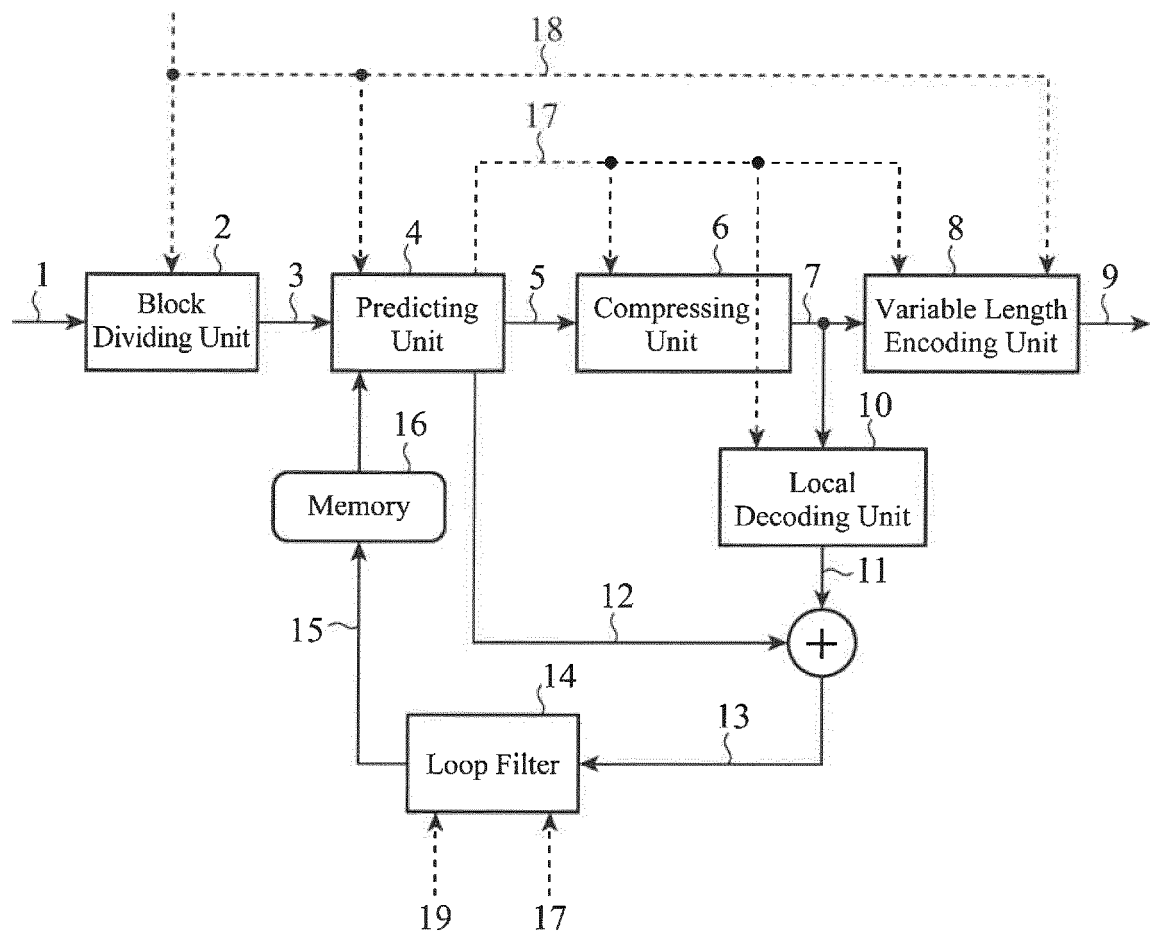 18
17
1
2
3
4
5
6
7
8
9
Block
Dividing Unit
Predicting
Unit
Compressing
Unit
Variable Length
Encoding Unit
16
10
Memory
Local
Decoding Unit
11
15
12
+
14
13
Loop Filter
19
17